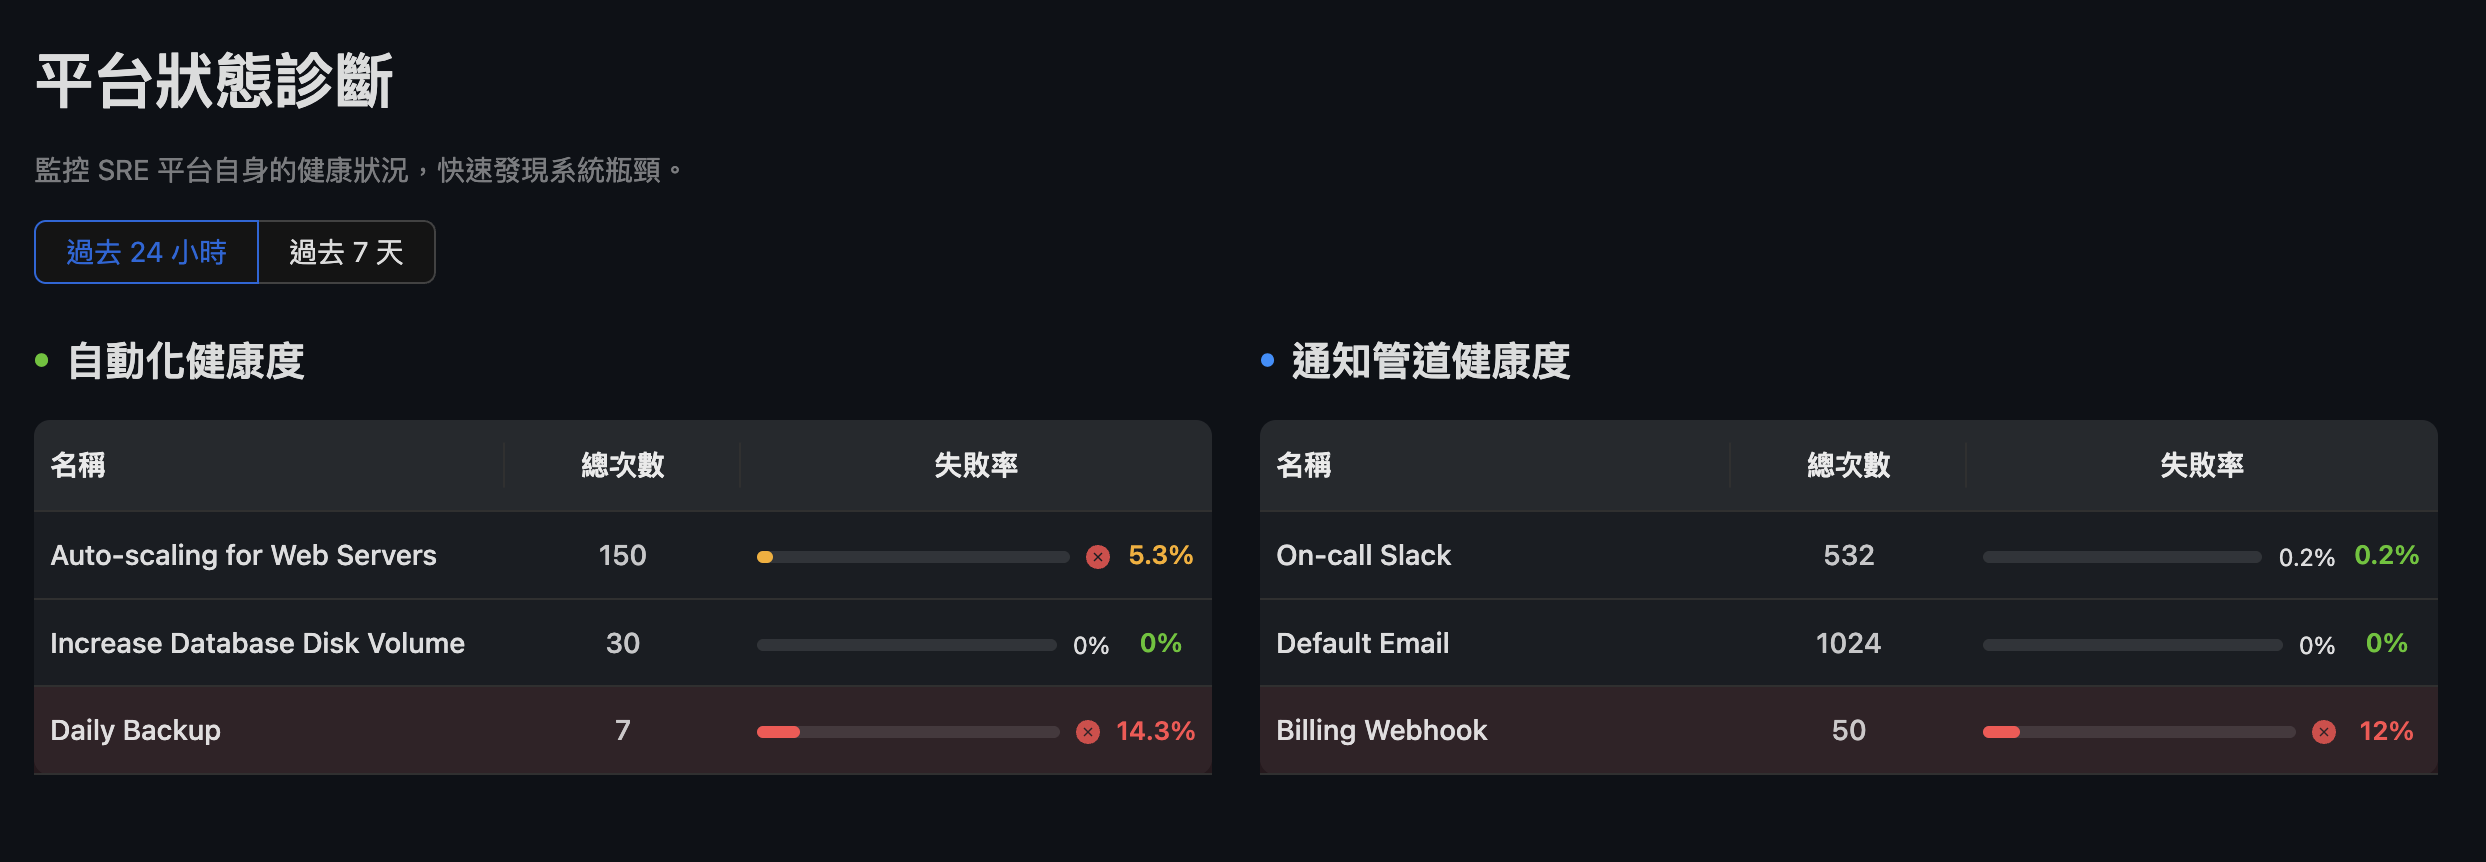 平台狀態診斷
監控 SRE 平台自身的健康狀況，快速發現系統瓶頸。
過去 24 小時 過去 7 天
自動化健康度
名稱 總次數 失敗率
Auto-scaling for Web Servers 150 5.3%
Increase Database Disk Volume 30 0% 0%
Daily Backup 7 14.3%
通知管道健康度
名稱 總次數 失敗率
On-call Slack 532 0.2% 0.2%
Default Email 1024 0% 0%
Billing Webhook 50 12%